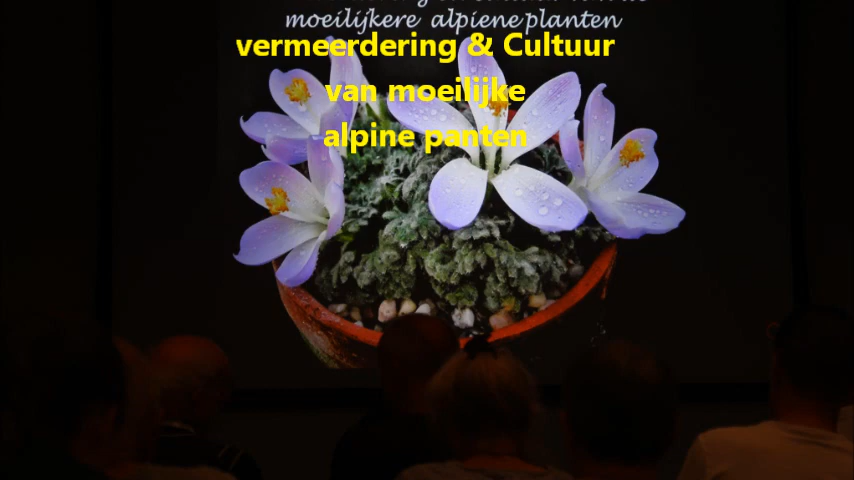 moeilijkere alpiene planten
vermeerdering & Cultuur
van moeilijke
alpine panten